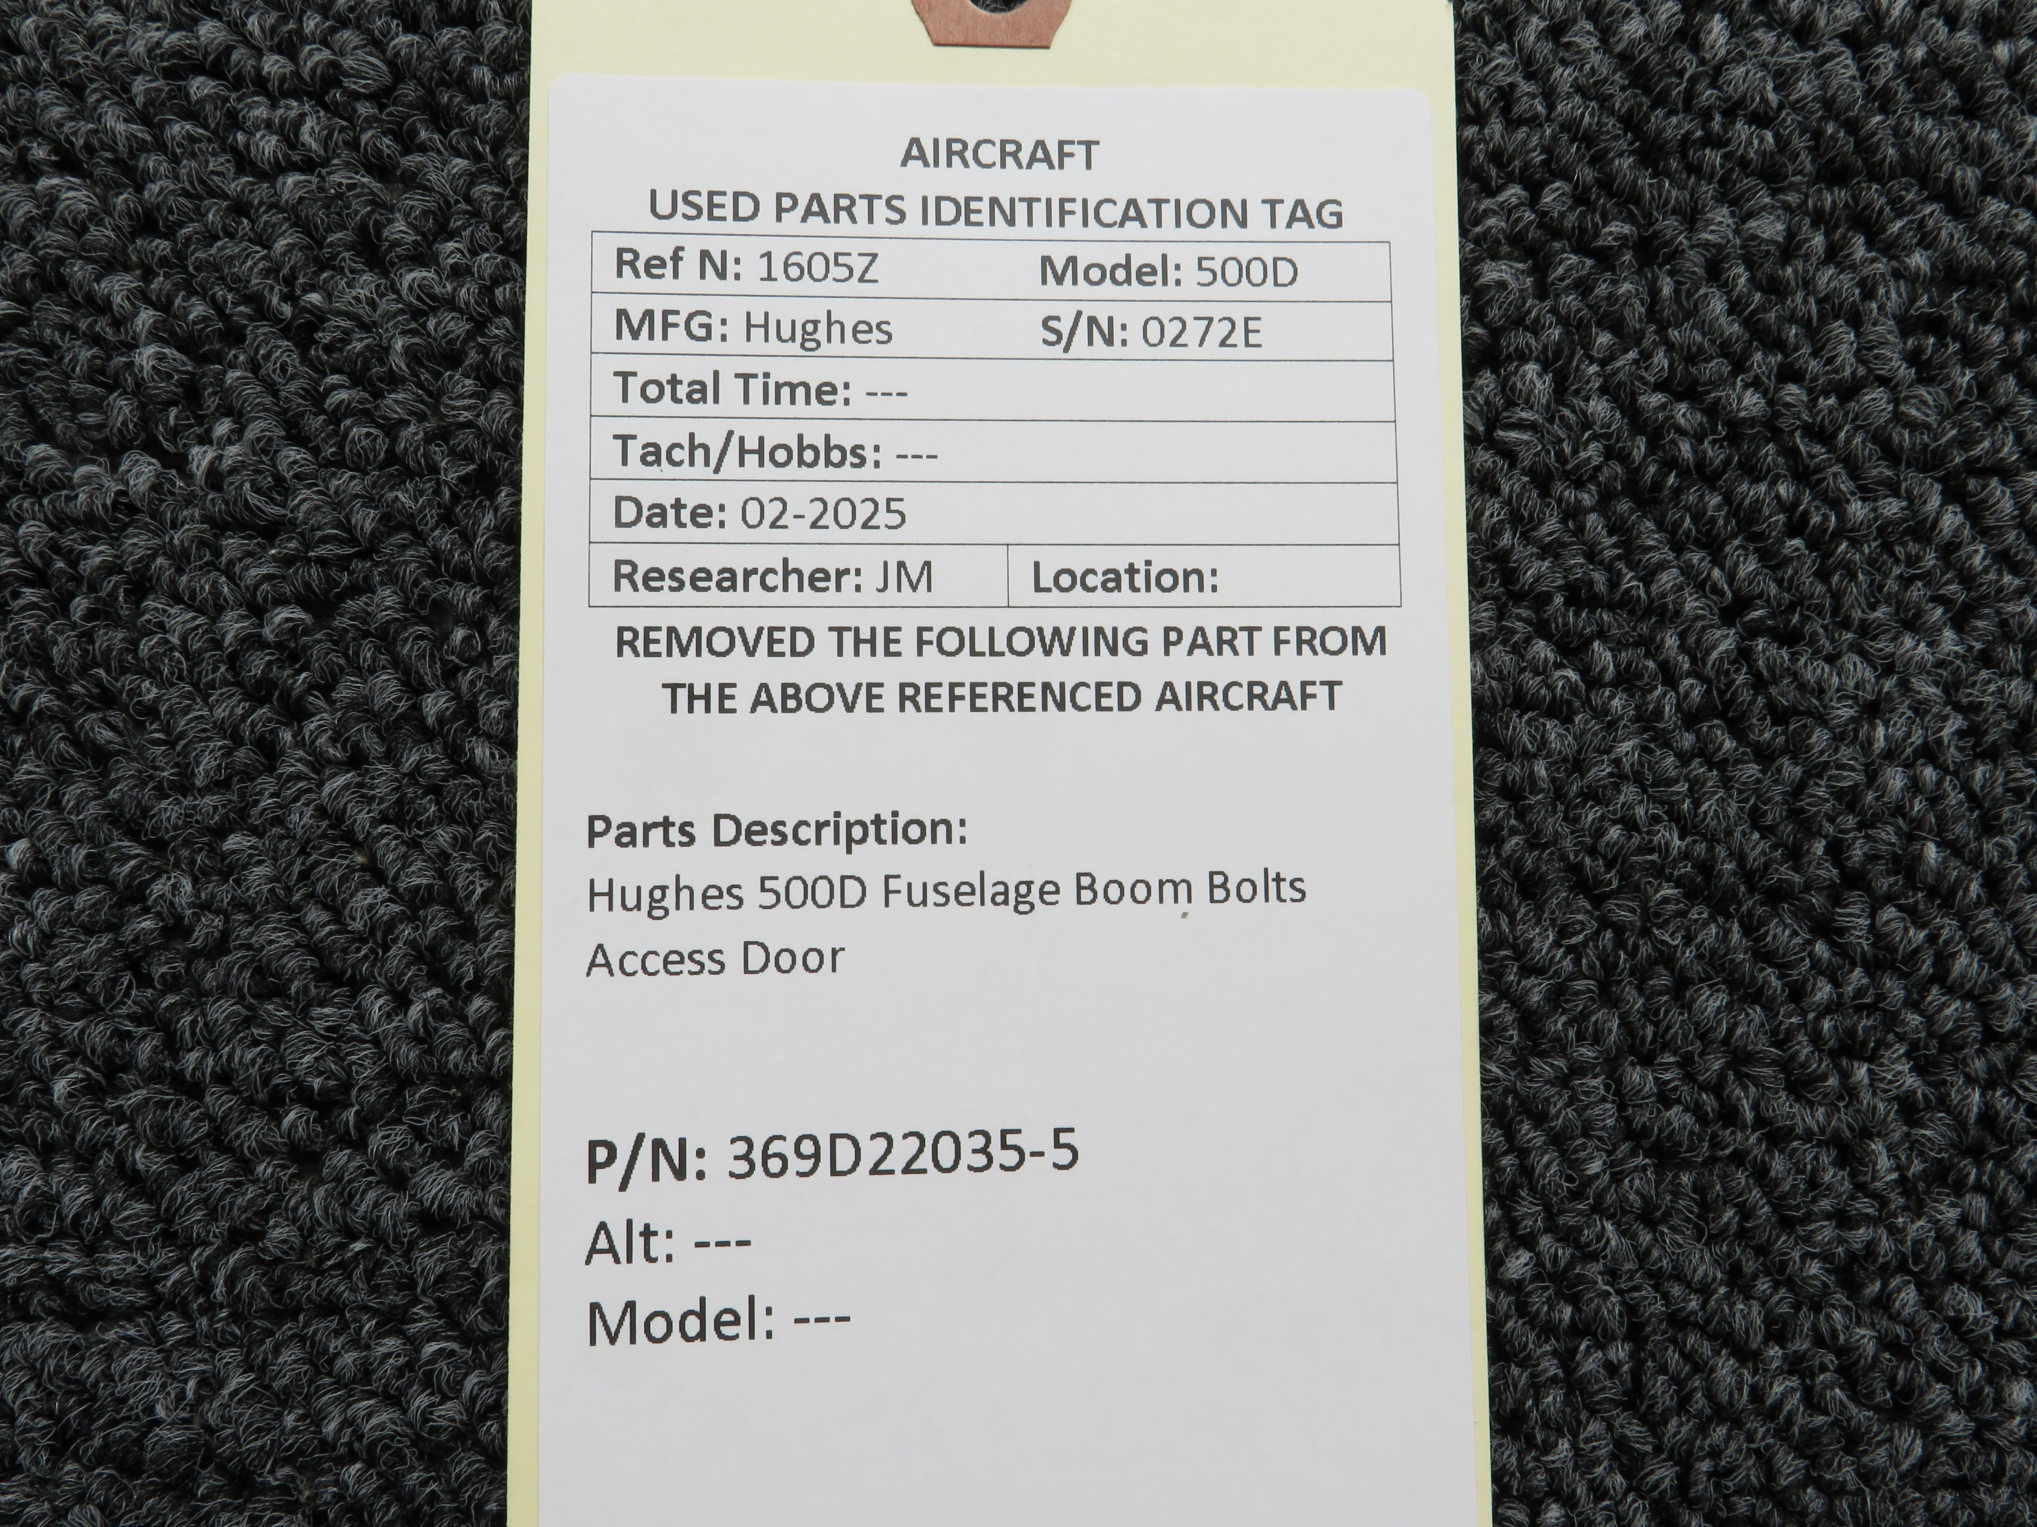 AIRCRAFT
USED PARTS IDENTIFICATION TAG
Ref N: 1605Z Model: 500D
MFG: Hughes S/N: 0272E
Total Time: ---
Tach/Hobbs: ---
Date: 02-2025
Researcher: JM Location:
REMOVED THE FOLLOWING PART FROM
THE ABOVE REFERENCED AIRCRAFT
Parts Description:
Hughes 500D Fuselage Boom Bolts
Access Door
P/N: 369D22035-5
Alt: ---
Model: ---